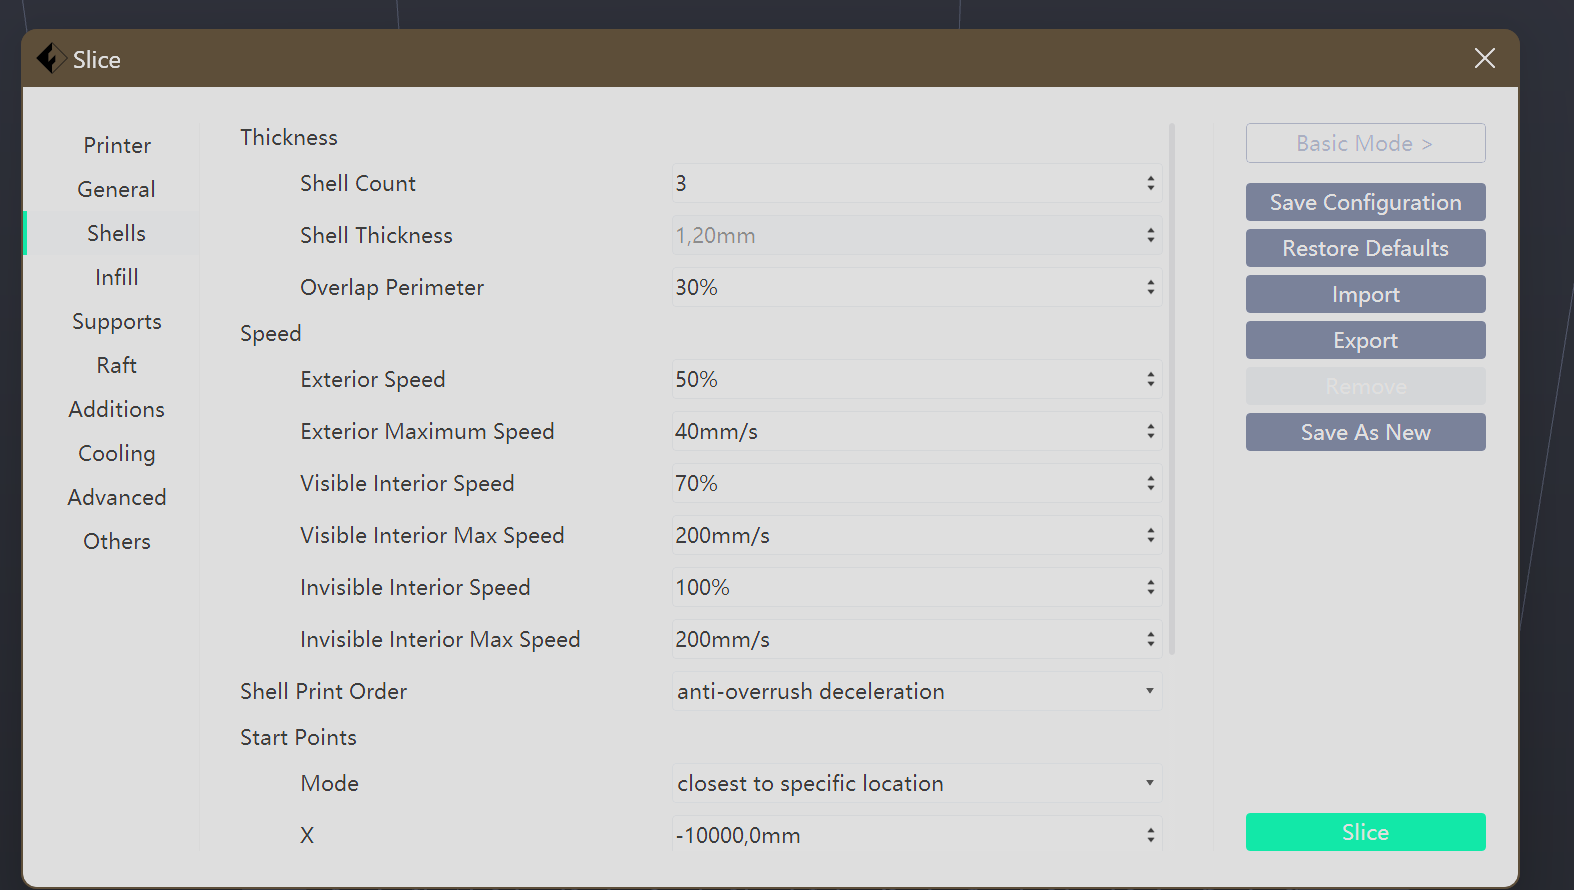 Slice
Printer
General
Shells
Infill
Supports
Raft
Additions
Cooling
Advanced
Others
Thickness
Shell Count 3
Shell Thickness 1,20mm
Overlap Perimeter 30%
Speed
Exterior Speed 50%
Exterior Maximum Speed 40mm/s
Visible Interior Speed 70%
Visible Interior Max Speed 200mm/s
Invisible Interior Speed 100%
Invisible Interior Max Speed 200mm/s
Shell Print Order anti-overrush deceleration
Start Points
Mode closest to specific location
X -10000,0mm
Basic Mode >
Save Configuration
Restore Defaults
Import
Export
Remove
Save As New
Slice